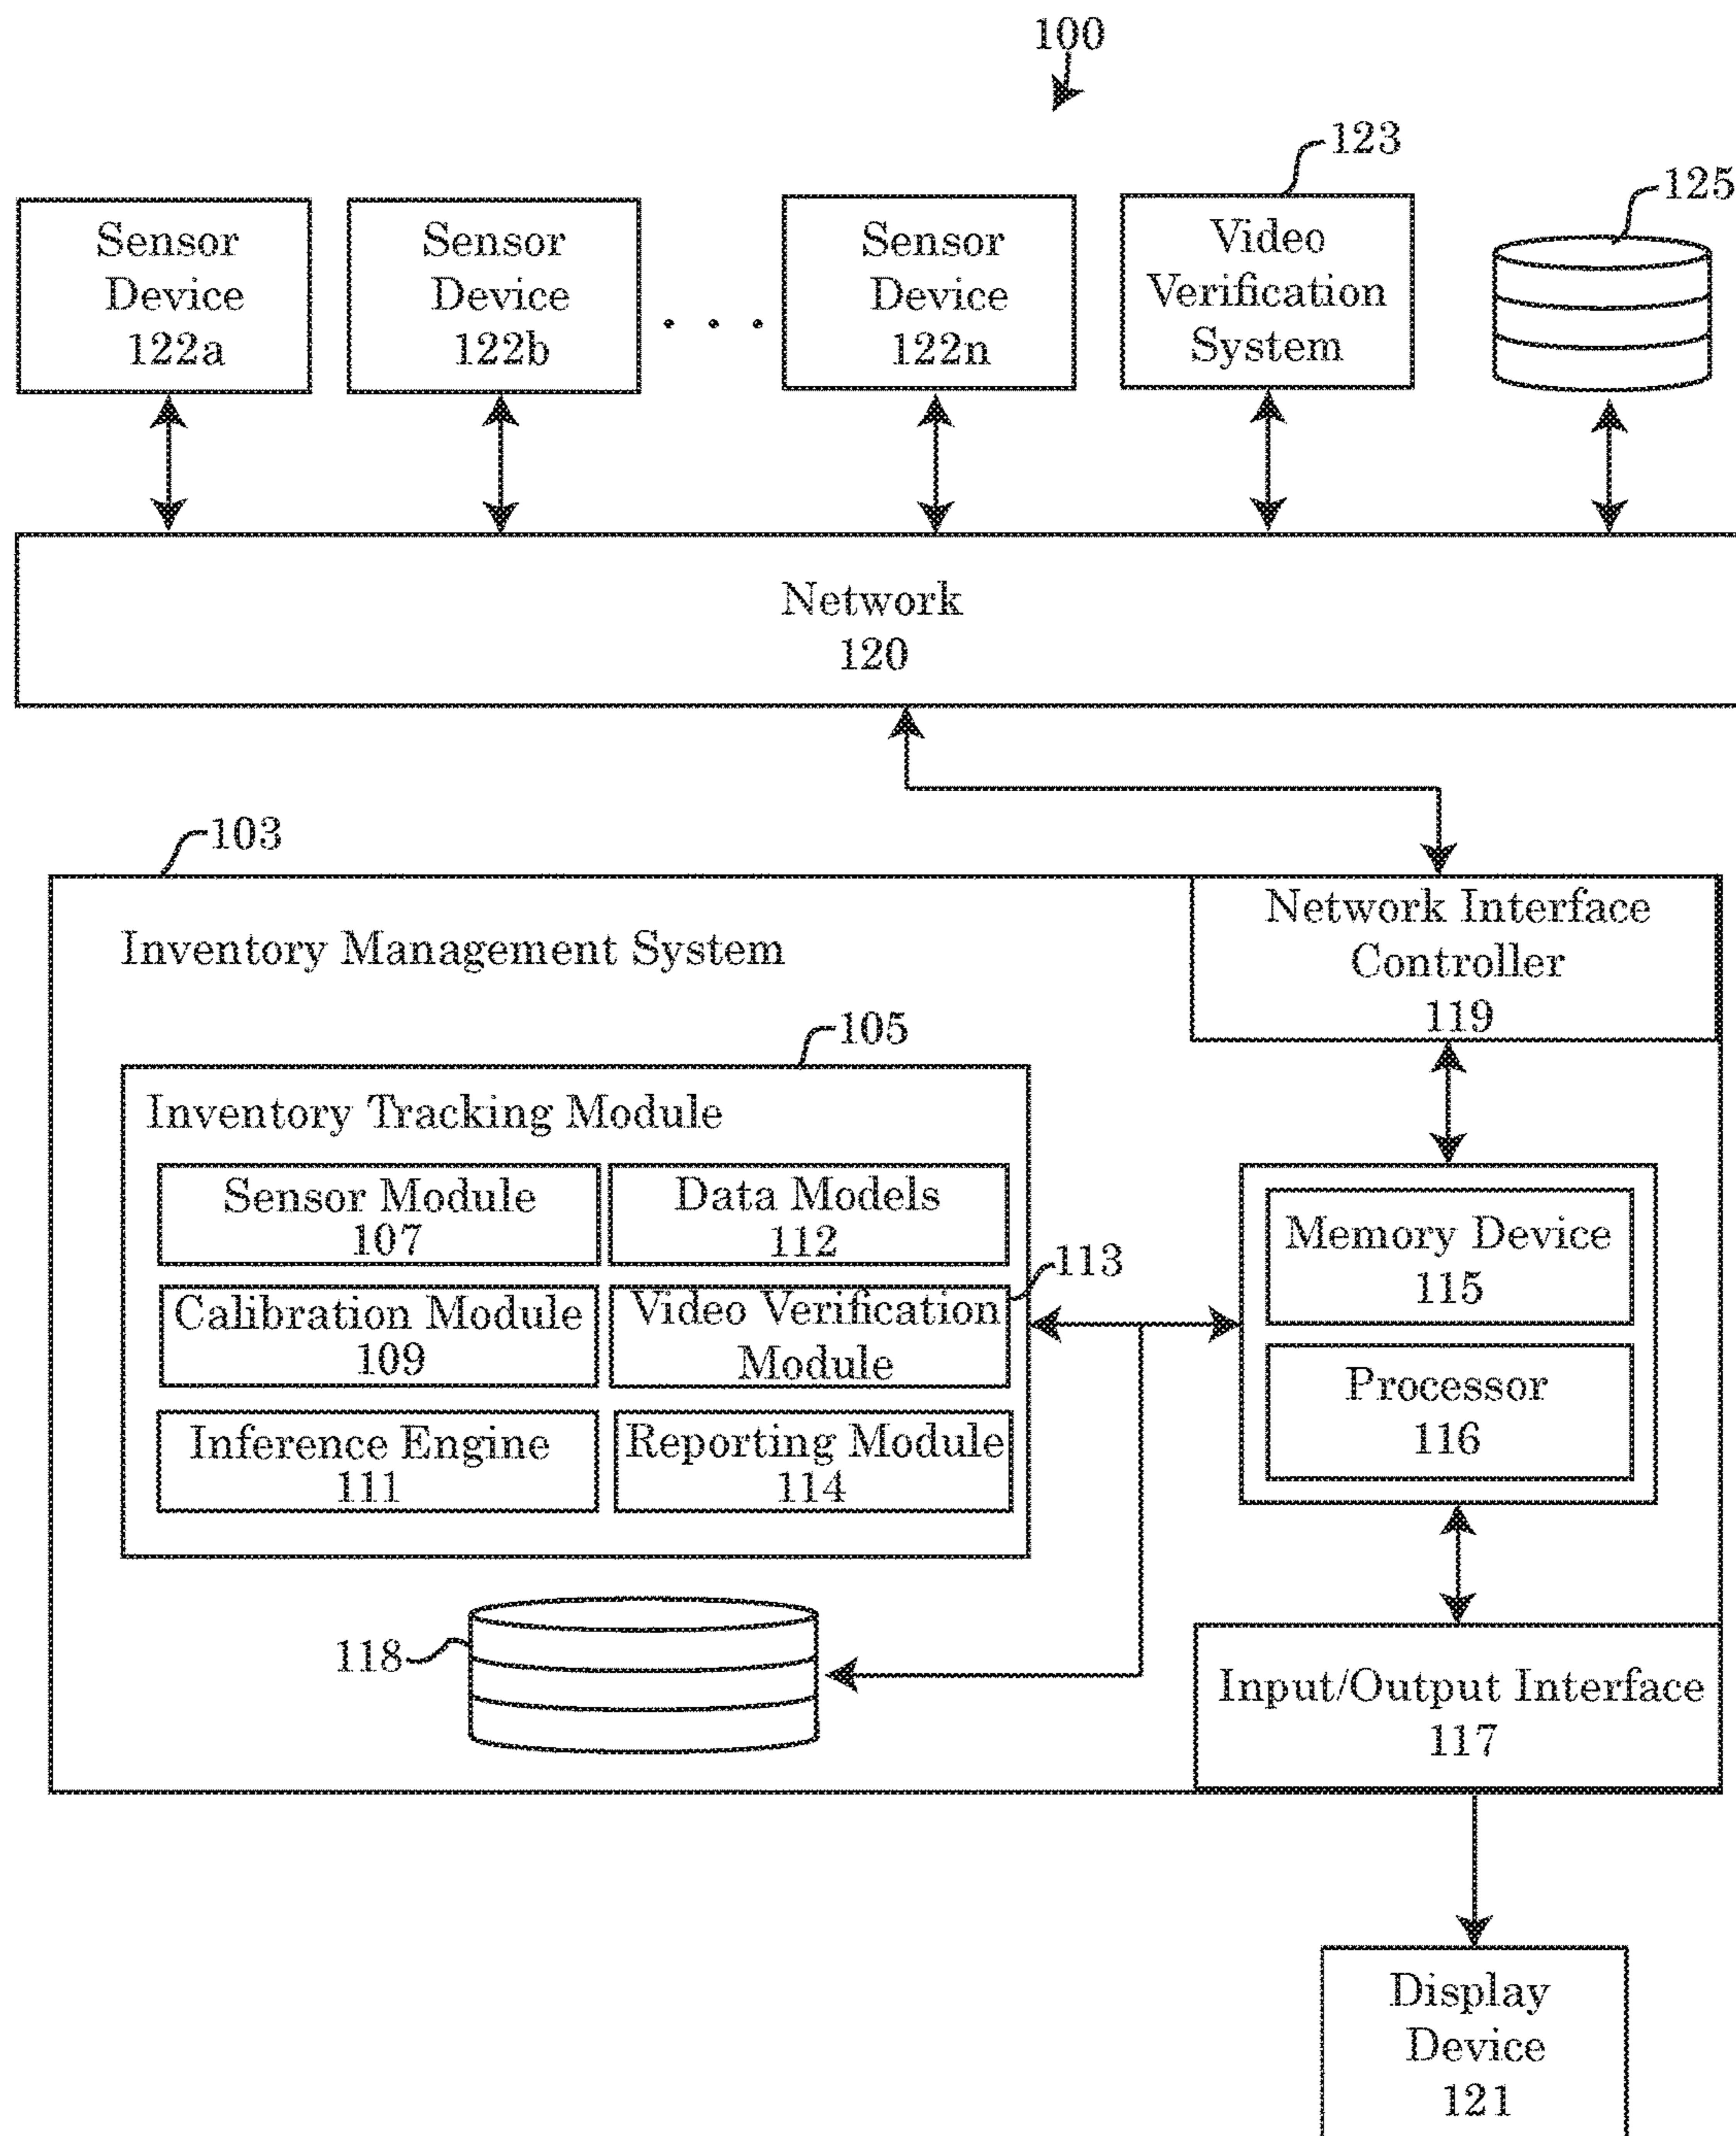 100
123
125
Sensor
Device
122a
Sensor
Device
122b
. . .
Sensor
Device
122n
Video
Verification
System
Network
120
103
Inventory Management System
Network Interface
Controller
119
105
Inventory Tracking Module
Sensor Module
107
Data Models
112
113
Calibration Module
109
Video Verification
Module
Inference Engine
111
Reporting Module
114
Memory Device
115
Processor
116
118
Input/Output Interface
117
Display
Device
121